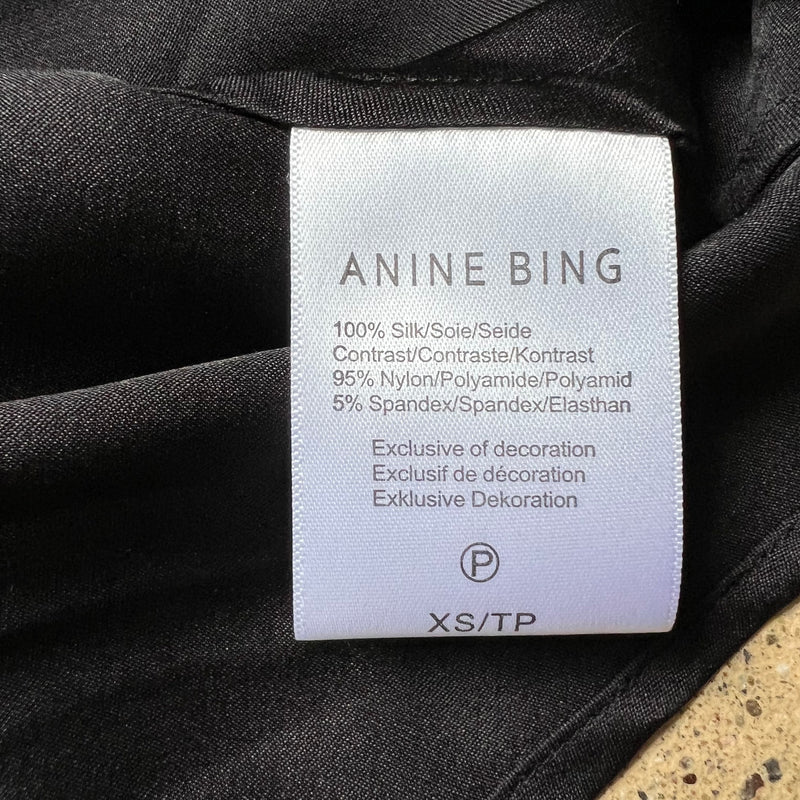 ANINE BING
100% Silk/Soie/Seide
Contrast/Contraste/Kontrast
95% Nylon/Polyamide/Polyamid
5% Spandex/Spandex/Elasthan
Exclusive of decoration
Exclusif de décoration
Exklusive Dekoration
P
XS/TP